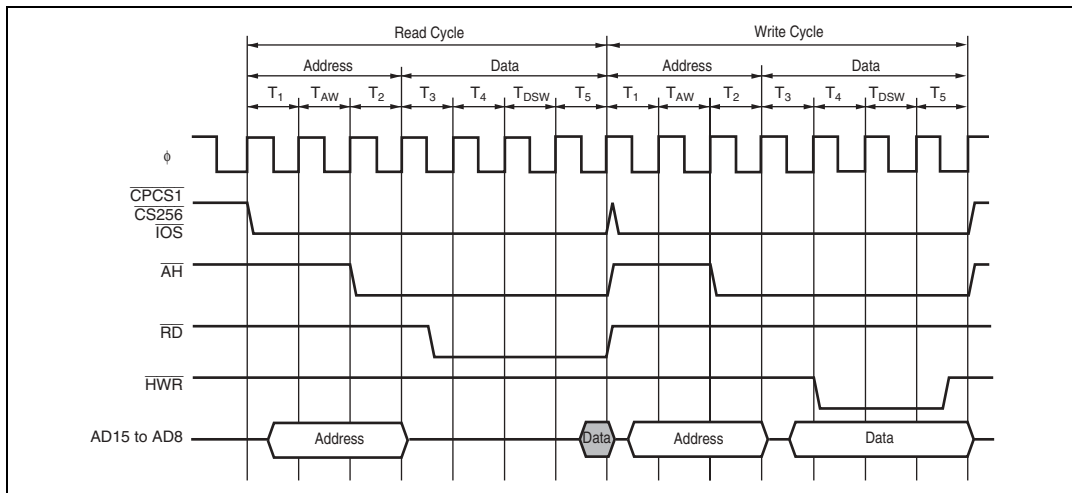 Read Cycle Write Cycle
Address Data Address Data
T1 TAW T2 T3 T4 TDSW T5 T1 TAW T2 T3 T4 TDSW T5
ϕ
CPCS1
CS256
IOS
AH
RD
HWR
AD15 to AD8 Address Data Address Data